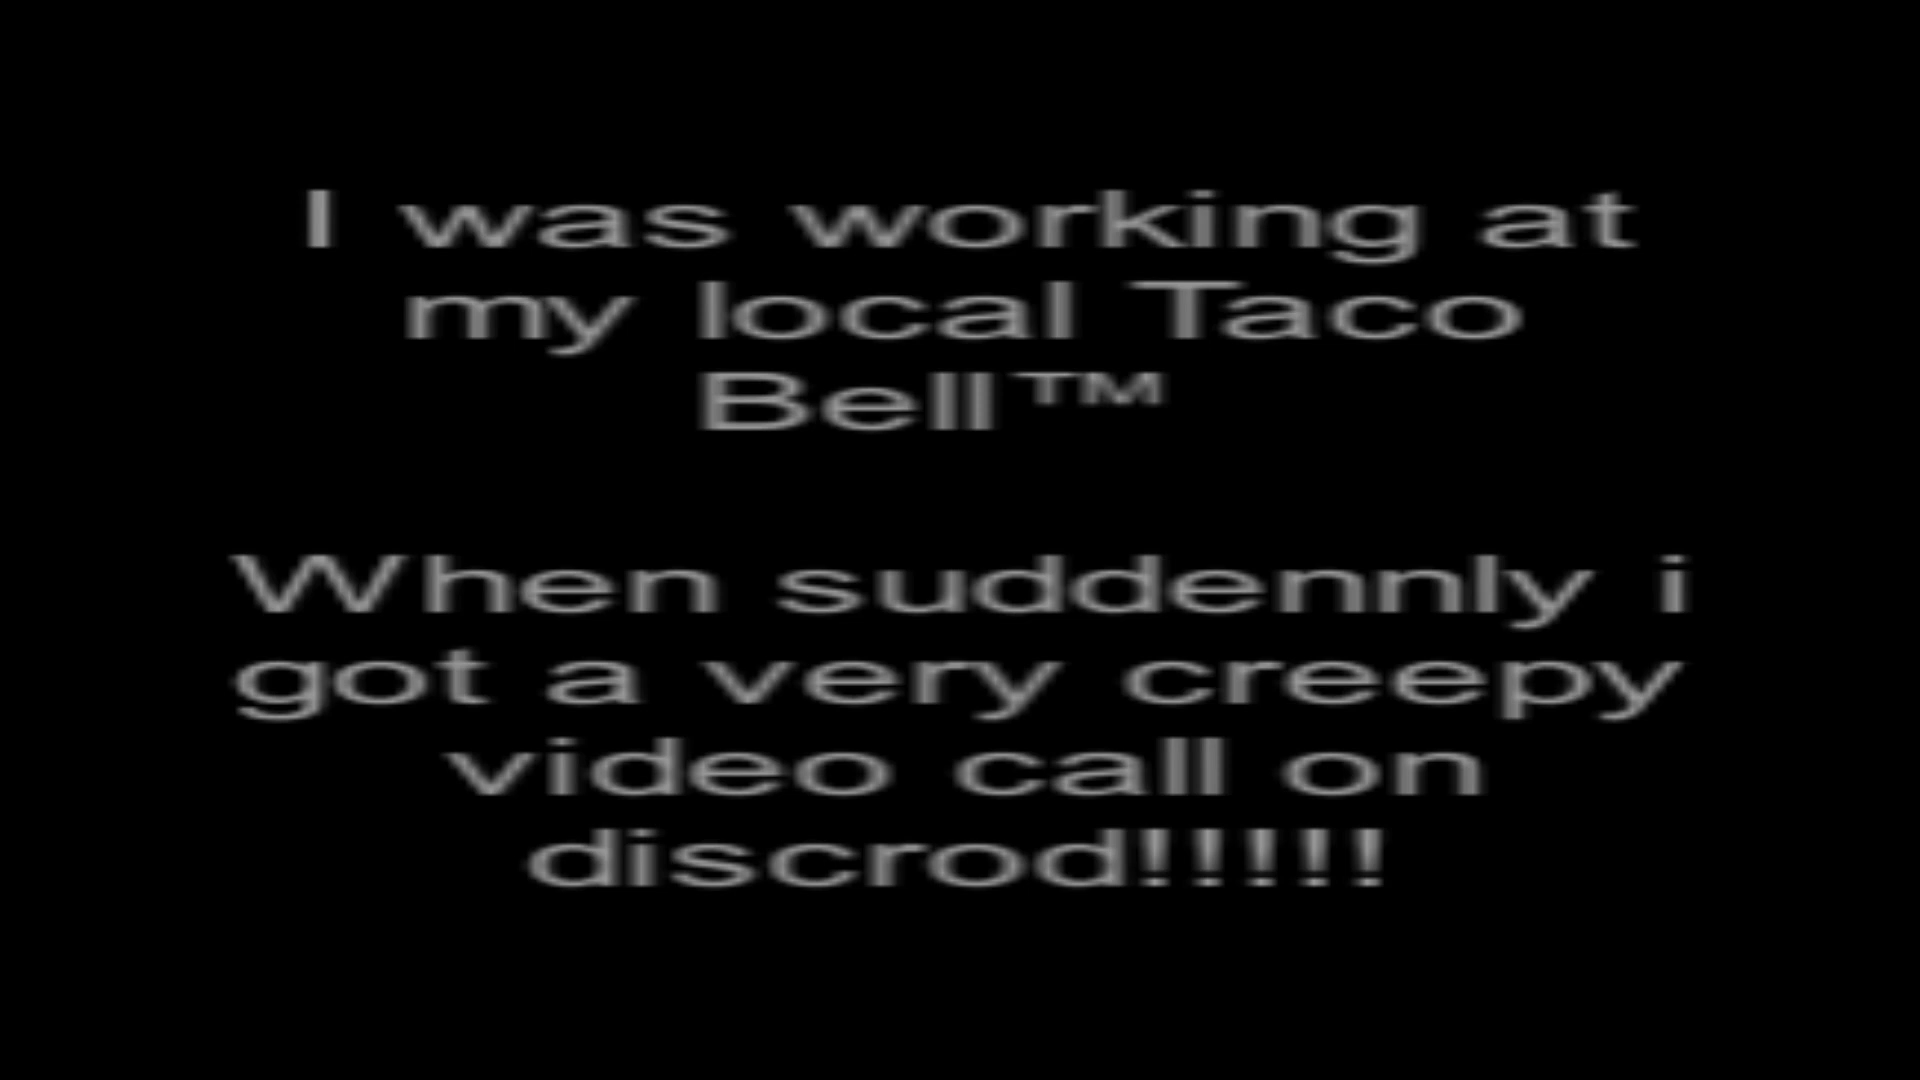 I was working at
my local Taco
Bell™
When suddennly i
got a very creepy
video call on
discrod!!!!!